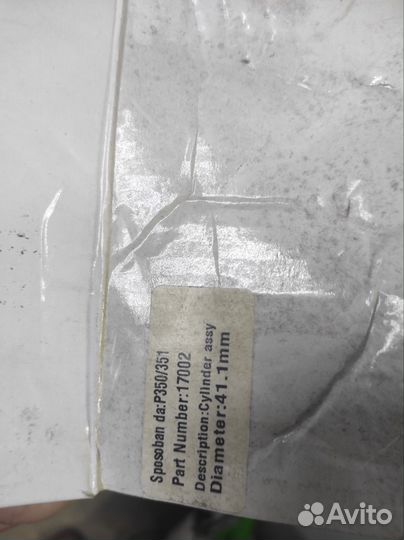 Sposoban da:P350/351
Part Number:17002
Description:Cylinder assy
Diameter:41.1mm
Avito